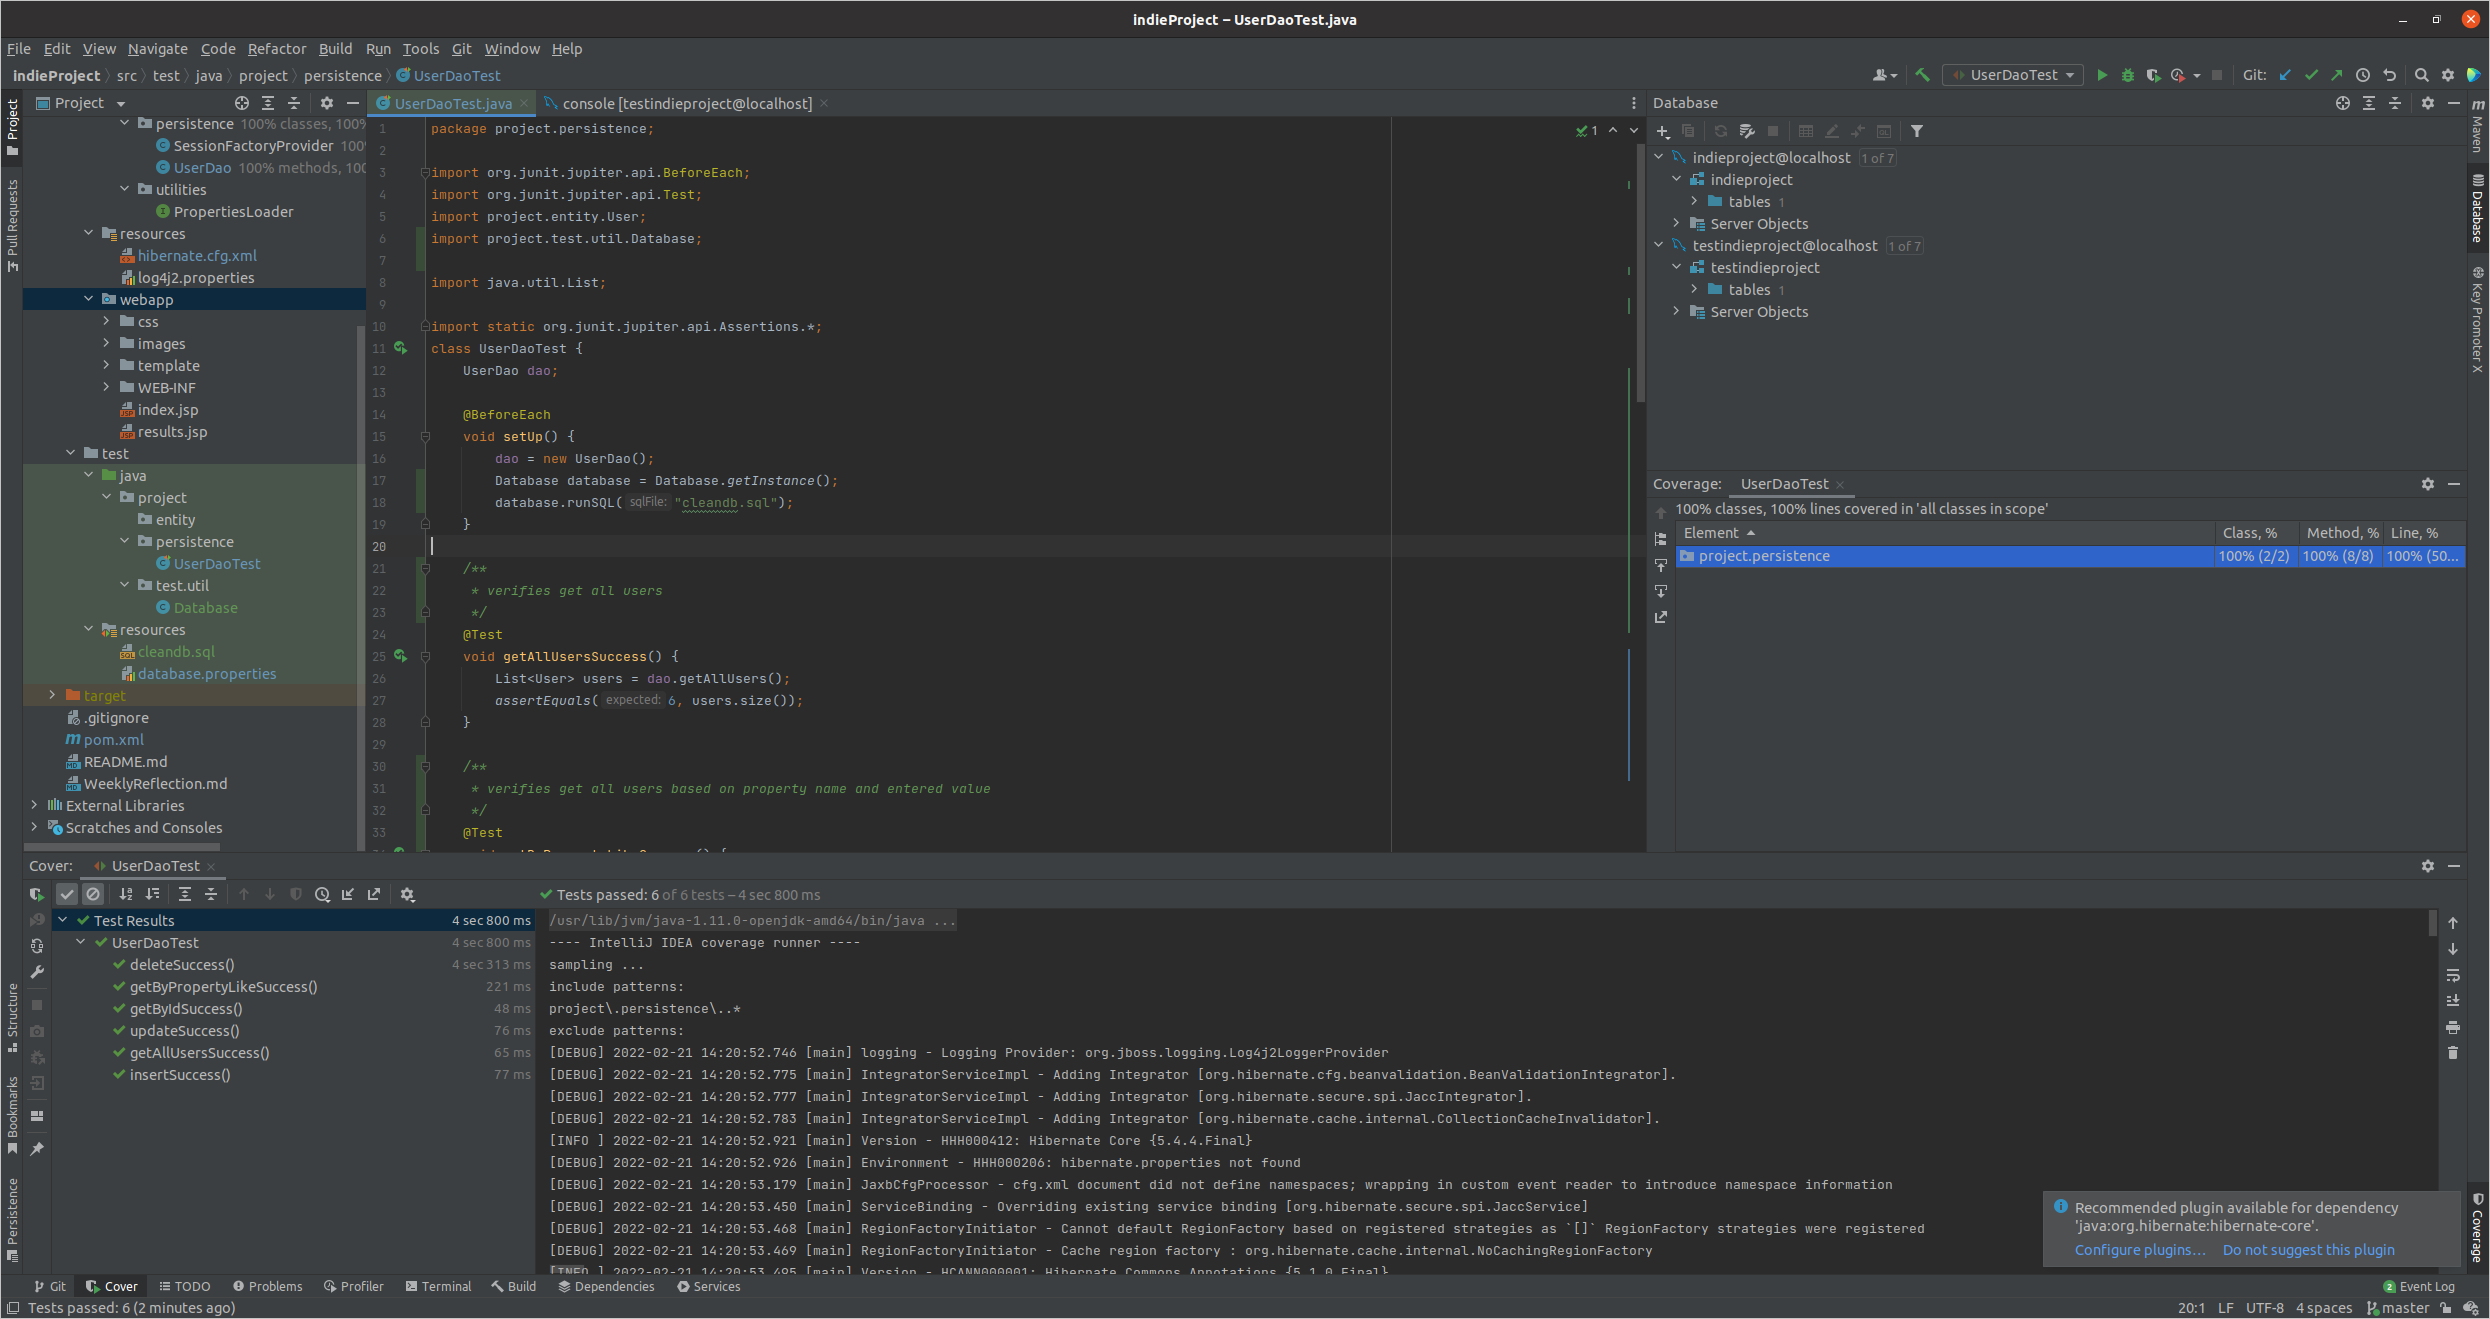 indieProject – UserDaoTest.java
File Edit View Navigate Code Refactor Build Run Tools Git Window Help
indieProject src test java project persistence UserDaoTest
UserDaoTest Git:
Project
persistence 100% classes, 100%
SessionFactoryProvider 100
UserDao 100% methods, 100
utilities
PropertiesLoader
resources
hibernate.cfg.xml
log4j2.properties
webapp
css
images
template
WEB-INF
index.jsp
results.jsp
test
java
project
entity
persistence
UserDaoTest
test.util
Database
resources
cleandb.sql
database.properties
target
.gitignore
pom.xml
README.md
WeeklyReflection.md
External Libraries
Scratches and Consoles
Project
Pull Requests
Structure
Bookmarks
Persistence
UserDaoTest.java console [testindieproject@localhost]
1 package project.persistence; 1
2
3 import org.junit.jupiter.api.BeforeEach;
4 import org.junit.jupiter.api.Test;
5 import project.entity.User;
6 import project.test.util.Database;
7
8 import java.util.List;
9
10 import static org.junit.jupiter.api.Assertions.*;
11 class UserDaoTest {
12 UserDao dao;
13
14 @BeforeEach
15 void setUp() {
16 dao = new UserDao();
17 Database database = Database.getInstance();
18 database.runSQL( sqlFile: "cleandb.sql");
19 }
20
21 /**
22 * verifies get all users
23 */
24 @Test
25 void getAllUsersSuccess() {
26 List<User> users = dao.getAllUsers();
27 assertEquals( expected: 6, users.size());
28 }
29
30 /**
31 * verifies get all users based on property name and entered value
32 */
33 @Test
Database
indieproject@localhost 1 of 7
indieproject
tables 1
Server Objects
testindieproject@localhost 1 of 7
testindieproject
tables 1
Server Objects
Maven
Database
Key Promoter X
Coverage
Coverage: UserDaoTest
100% classes, 100% lines covered in 'all classes in scope'
Element Class, % Method, % Line, %
project.persistence 100% (2/2) 100% (8/8) 100% (50...
Cover: UserDaoTest
Tests passed: 6 of 6 tests – 4 sec 800 ms
Test Results 4 sec 800 ms
UserDaoTest 4 sec 800 ms
deleteSuccess() 4 sec 313 ms
getByPropertyLikeSuccess() 221 ms
getByIdSuccess() 48 ms
updateSuccess() 76 ms
getAllUsersSuccess() 65 ms
insertSuccess() 77 ms
/usr/lib/jvm/java-1.11.0-openjdk-amd64/bin/java ...
---- IntelliJ IDEA coverage runner ----
sampling ...
include patterns:
project\.persistence\..*
exclude patterns:
[DEBUG] 2022-02-21 14:20:52.746 [main] logging - Logging Provider: org.jboss.logging.Log4j2LoggerProvider
[DEBUG] 2022-02-21 14:20:52.775 [main] IntegratorServiceImpl - Adding Integrator [org.hibernate.cfg.beanvalidation.BeanValidationIntegrator].
[DEBUG] 2022-02-21 14:20:52.777 [main] IntegratorServiceImpl - Adding Integrator [org.hibernate.secure.spi.JaccIntegrator].
[DEBUG] 2022-02-21 14:20:52.783 [main] IntegratorServiceImpl - Adding Integrator [org.hibernate.cache.internal.CollectionCacheInvalidator].
[INFO ] 2022-02-21 14:20:52.921 [main] Version - HHH000412: Hibernate Core {5.4.4.Final}
[DEBUG] 2022-02-21 14:20:52.926 [main] Environment - HHH000206: hibernate.properties not found
[DEBUG] 2022-02-21 14:20:53.179 [main] JaxbCfgProcessor - cfg.xml document did not define namespaces; wrapping in custom event reader to introduce namespace information
[DEBUG] 2022-02-21 14:20:53.450 [main] ServiceBinding - Overriding existing service binding [org.hibernate.secure.spi.JaccService]
[DEBUG] 2022-02-21 14:20:53.468 [main] RegionFactoryInitiator - Cannot default RegionFactory based on registered strategies as `[]` RegionFactory strategies were registered
[DEBUG] 2022-02-21 14:20:53.469 [main] RegionFactoryInitiator - Cache region factory : org.hibernate.cache.internal.NoCachingRegionFactory
[INFO ] 2022-02-21 14:20:53.495 [main] Version - HCANN000001: Hibernate Commons Annotations {5.1.0.Final}
Recommended plugin available for dependency
'java:org.hibernate:hibernate-core'.
Configure plugins... Do not suggest this plugin
Git Cover TODO Problems Profiler Terminal Build Dependencies Services 2 Event Log
Tests passed: 6 (2 minutes ago) 20:1 LF UTF-8 4 spaces master